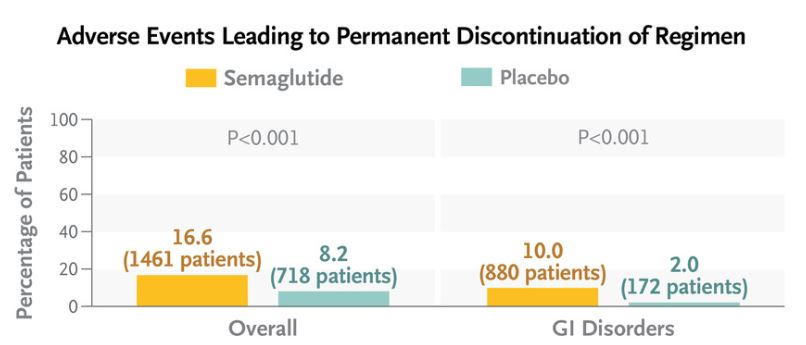 Adverse Events Leading to Permanent Discontinuation of Regimen
Semaglutide
Placebo
Percentage of Patients
100
80
60
40
20
0
P<0.001
P<0.001
16.6
(1461 patients)
8.2
(718 patients)
10.0
(880 patients)
2.0
(172 patients)
Overall
GI Disorders